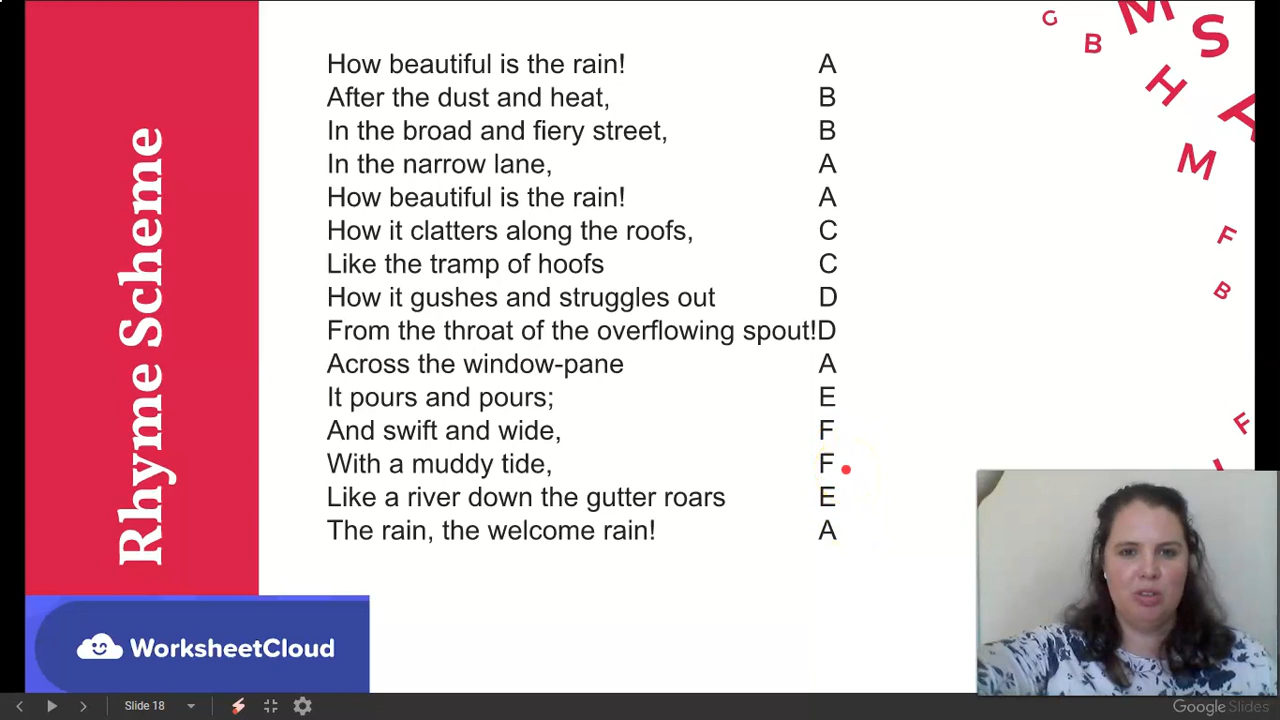 Rhyme Scheme
How beautiful is the rain! A
After the dust and heat, B
In the broad and fiery street, B
In the narrow lane, A
How beautiful is the rain! A
How it clatters along the roofs, C
Like the tramp of hoofs C
How it gushes and struggles out D
From the throat of the overflowing spout!D
Across the window-pane A
It pours and pours; E
And swift and wide, F
With a muddy tide, F
Like a river down the gutter roars E
The rain, the welcome rain! A
G
B
M
S
H
A
M
F
B
WorksheetCloud
Slide 18
Google Slides